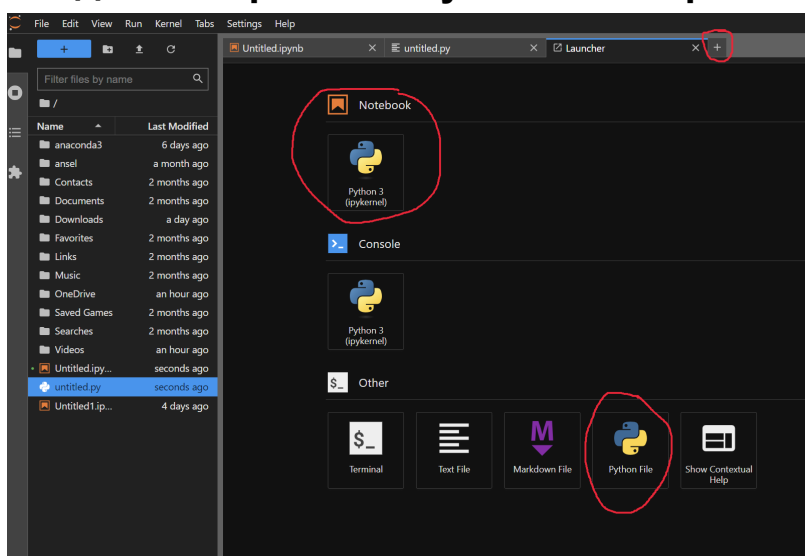 File Edit View Run Kernel Tabs Settings Help
Untitled.ipynb
untitled.py
Launcher
Filter files by name
/
Name Last Modified
anaconda3 6 days ago
ansel a month ago
Contacts 2 months ago
Documents 2 months ago
Downloads a day ago
Favorites 2 months ago
Links 2 months ago
Music 2 months ago
OneDrive an hour ago
Saved Games 2 months ago
Searches 2 months ago
Videos an hour ago
Untitled.ipy... seconds ago
untitled.py seconds ago
Untitled1.ip... 4 days ago
Notebook
Python 3
(ipykernel)
Console
Python 3
(ipykernel)
$_ Other
$_
Terminal
Text File
M
Markdown File
Python File
Show Contextual
Help